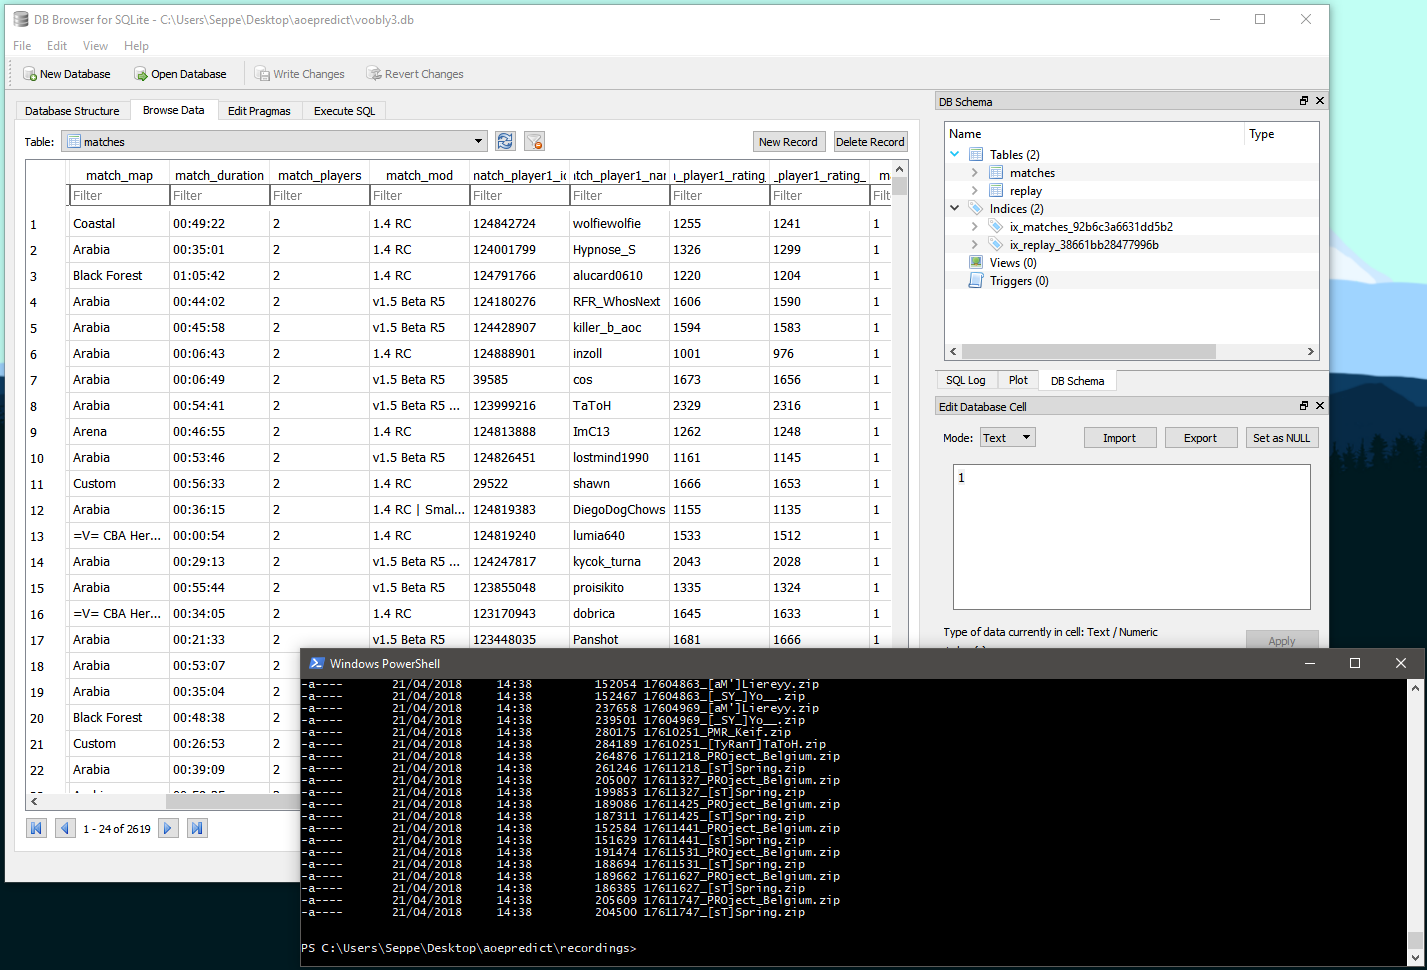 DB Browser for SQLite - C:\Users\Seppe\Desktop\aoepredict\voobly3.db
File Edit View Help
New Database Open Database Write Changes Revert Changes
Database Structure Browse Data Edit Pragmas Execute SQL
Table: matches New Record Delete Record
match_map match_duration match_players match_mod
Filter Filter Filter Filter Filter Filter Filter Filter Filter
1 Coastal 00:49:22 2 1.4 RC 124842724 wolfiewolfie 1255 1241 1
2 Arabia 00:35:01 2 1.4 RC 124001799 Hypnose_S 1326 1299 1
3 Black Forest 01:05:42 2 1.4 RC 124791766 alucard0610 1220 1204 1
4 Arabia 00:44:02 2 v1.5 Beta R5 124180276 RFR_WhosNext 1606 1590 1
5 Arabia 00:45:58 2 v1.5 Beta R5 124428907 killer_b_aoc 1594 1583 1
6 Arabia 00:06:43 2 1.4 RC 124888901 inzoll 1001 976 1
7 Arabia 00:06:49 2 v1.5 Beta R5 39585 cos 1673 1656 1
8 Arabia 00:54:41 2 v1.5 Beta R5 ... 123999216 TaToH 2329 2316 1
9 Arena 00:46:55 2 1.4 RC 124813888 ImC13 1262 1248 1
10 Arabia 00:53:46 2 v1.5 Beta R5 124826451 lostmind1990 1161 1145 1
11 Custom 00:56:33 2 1.4 RC 29522 shawn 1666 1653 1
12 Arabia 00:36:15 2 1.4 RC | Smal... 124819383 DiegoDogChows 1155 1135 1
13 =V= CBA Her... 00:00:54 2 1.4 RC 124819240 lumia640 1533 1512 1
14 Arabia 00:29:13 2 v1.5 Beta R5 ... 124247817 kycok_turna 2043 2028 1
15 Arabia 00:55:44 2 v1.5 Beta R5 123855048 proisikito 1335 1324 1
16 =V= CBA Her... 00:34:05 2 1.4 RC 123170943 dobrica 1645 1633 1
17 Arabia 00:21:33 2 v1.5 Beta R5 123448035 Panshot 1681 1666 1
18 Arabia 00:53:07 2
19 Arabia 00:35:04 2
20 Black Forest 00:48:38 2
21 Custom 00:26:53 2
22 Arabia 00:39:09 2
1 - 24 of 2619
DB Schema
Name Type
Tables (2)
matches
replay
Indices (2)
ix_matches_92b6c3a6631dd5b2
ix_replay_38661bb28477996b
Views (0)
Triggers (0)
SQL Log Plot DB Schema
Edit Database Cell
Mode: Text Import Export Set as NULL
1
Type of data currently in cell: Text / Numeric
Apply
Windows PowerShell
-a---- 21/04/2018 14:38 152054 17604863_[aM']Liereyy.zip
-a---- 21/04/2018 14:38 152467 17604863_[_SY_]Yo__.zip
-a---- 21/04/2018 14:38 237658 17604969_[aM']Liereyy.zip
-a---- 21/04/2018 14:38 239501 17604969_[_SY_]Yo__.zip
-a---- 21/04/2018 14:38 280175 17610251_PMR_Keif.zip
-a---- 21/04/2018 14:38 284189 17610251_[TyRanT]TaToH.zip
-a---- 21/04/2018 14:38 264876 17611218_PROject_Belgium.zip
-a---- 21/04/2018 14:38 261246 17611218_[sT]Spring.zip
-a---- 21/04/2018 14:38 205007 17611327_PROject_Belgium.zip
-a---- 21/04/2018 14:38 199853 17611327_[sT]Spring.zip
-a---- 21/04/2018 14:38 189086 17611425_PROject_Belgium.zip
-a---- 21/04/2018 14:38 187311 17611425_[sT]Spring.zip
-a---- 21/04/2018 14:38 152584 17611441_PROject_Belgium.zip
-a---- 21/04/2018 14:38 151629 17611441_[sT]Spring.zip
-a---- 21/04/2018 14:38 191474 17611531_PROject_Belgium.zip
-a---- 21/04/2018 14:38 188694 17611531_[sT]Spring.zip
-a---- 21/04/2018 14:38 189662 17611627_PROject_Belgium.zip
-a---- 21/04/2018 14:38 186385 17611627_[sT]Spring.zip
-a---- 21/04/2018 14:38 205609 17611747_PROject_Belgium.zip
-a---- 21/04/2018 14:38 204500 17611747_[sT]Spring.zip
PS C:\Users\Seppe\Desktop\aoepredict\recordings>